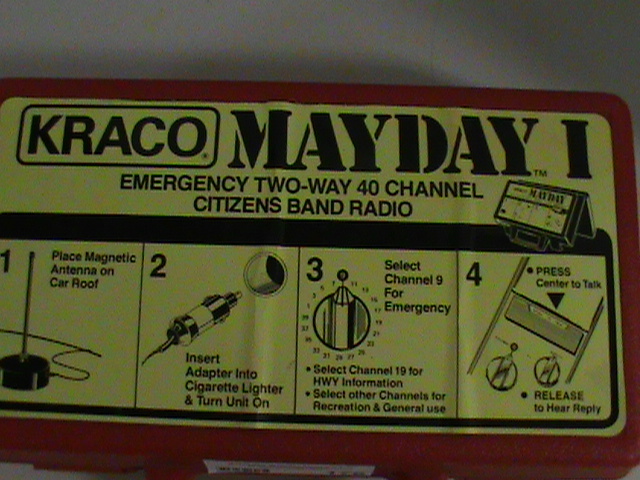 KRACO® MAYDAY I™
EMERGENCY TWO-WAY 40 CHANNEL
CITIZENS BAND RADIO
KRACO MAYDAY
1
Place Magnetic
Antenna on
Car Roof
2
Insert
Adapter Into
Cigarette Lighter
& Turn Unit On
3
Select
Channel 9
For
Emergency
• Select Channel 19 for
HWY Information
• Select other Channels for
Recreation & General use
4
• PRESS
Center to Talk
• RELEASE
to Hear Reply